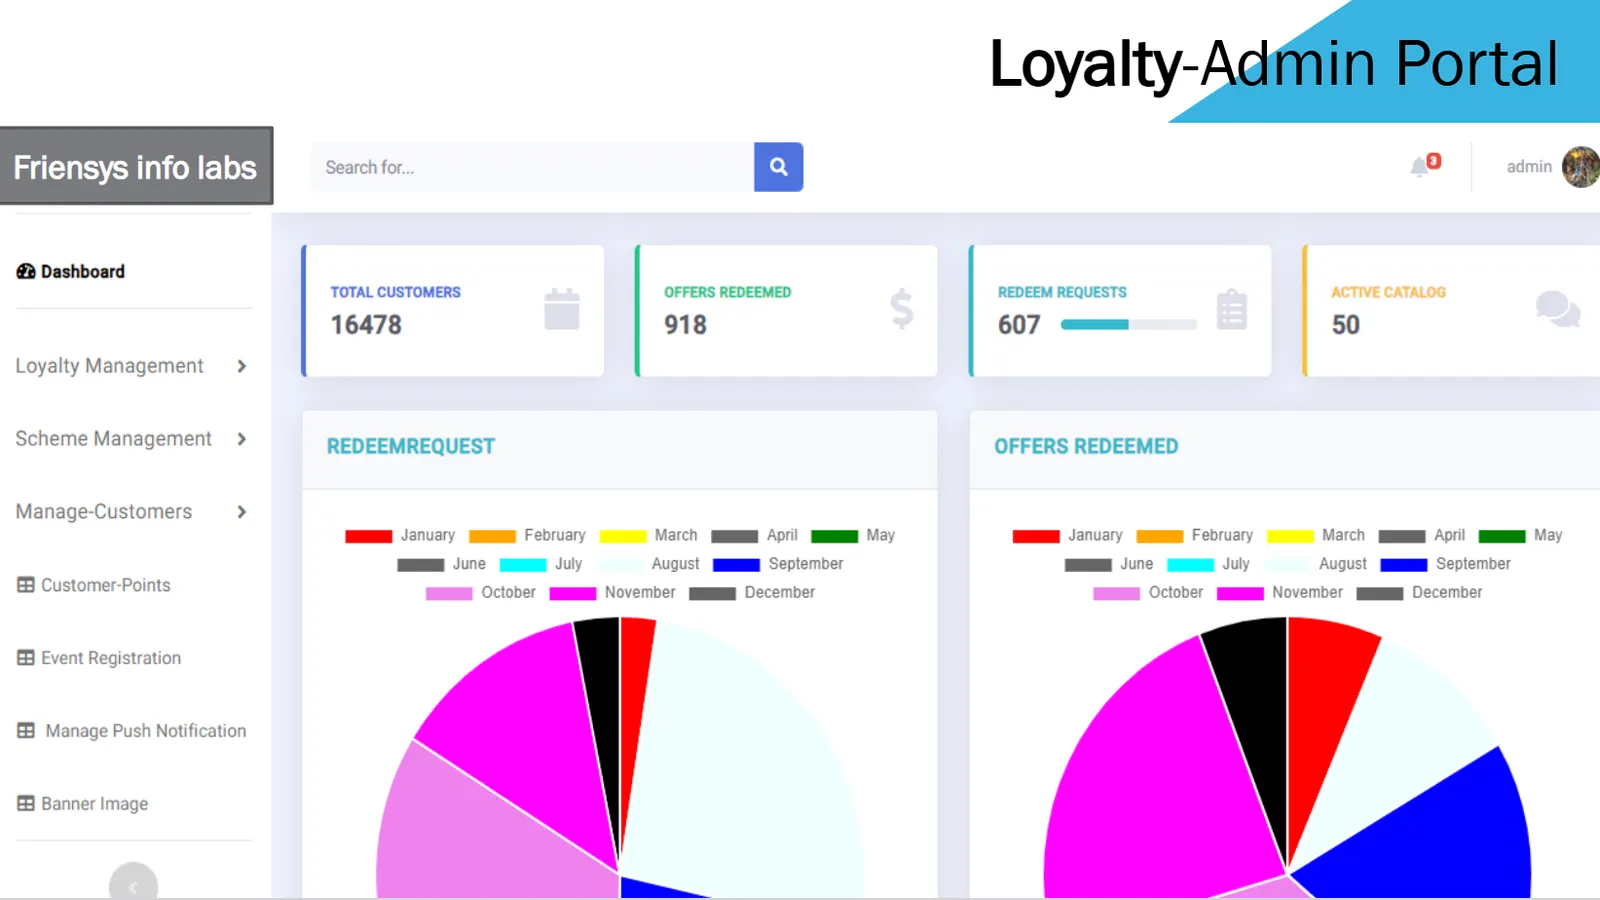 Loyalty-Admin Portal
Friensys info labs
Search for...
3
admin
Dashboard
Loyalty Management
Scheme Management
Manage-Customers
Customer-Points
Event Registration
Manage Push Notification
Banner Image
TOTAL CUSTOMERS
16478
OFFERS REDEEMED
918
REDEEM REQUESTS
607
ACTIVE CATALOG
50
REDEEMREQUEST
January February March April May
June July August September
October November December
OFFERS REDEEMED
January February March April May
June July August September
October November December